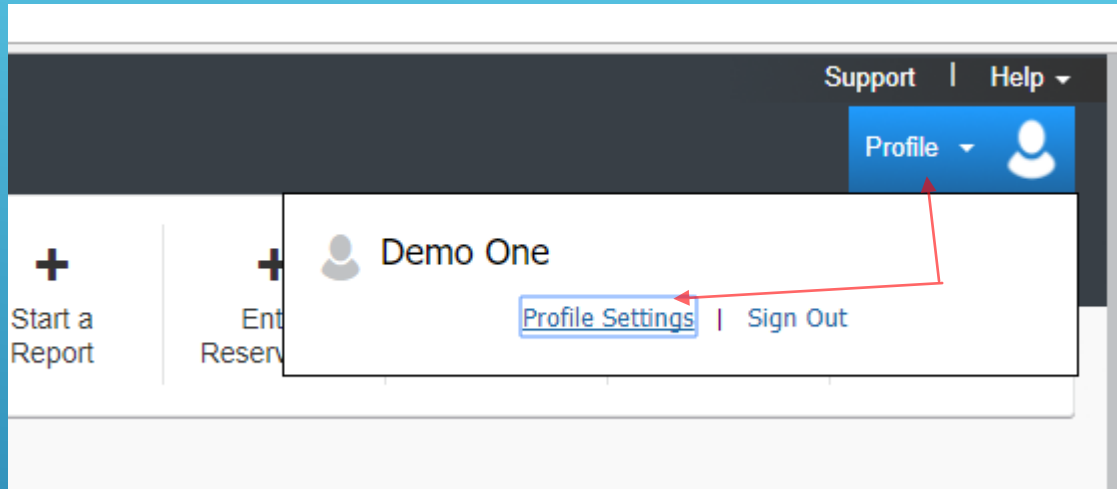 Support | Help
Profile
Demo One
Profile Settings | Sign Out
+ +
Start a Ent
Report Reserv